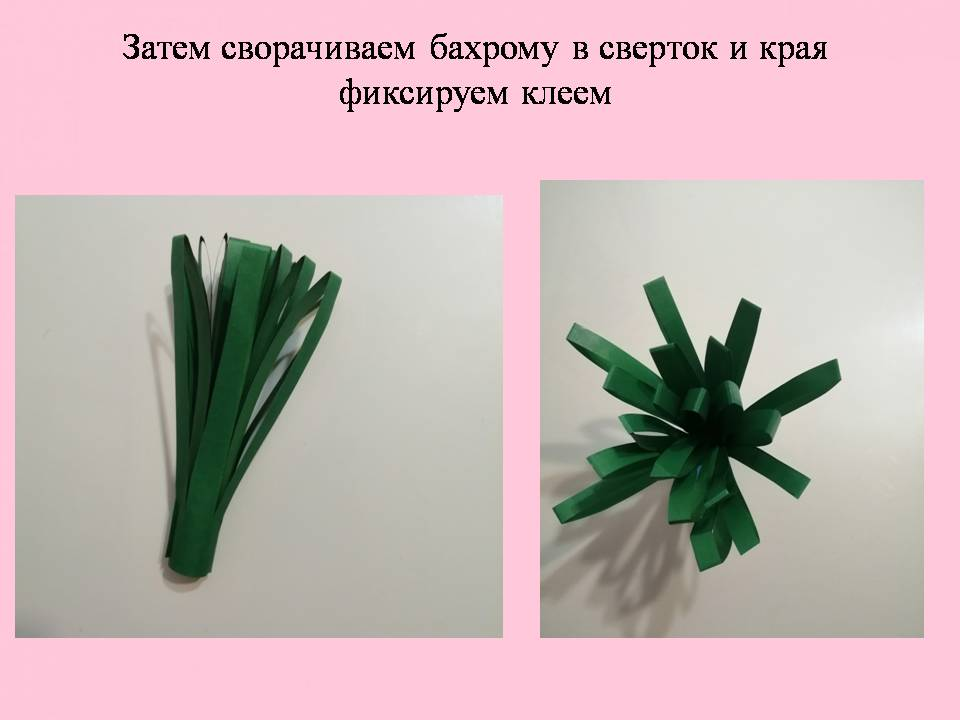 Затем сворачиваем бахрому в сверток и края
фиксируем клеем